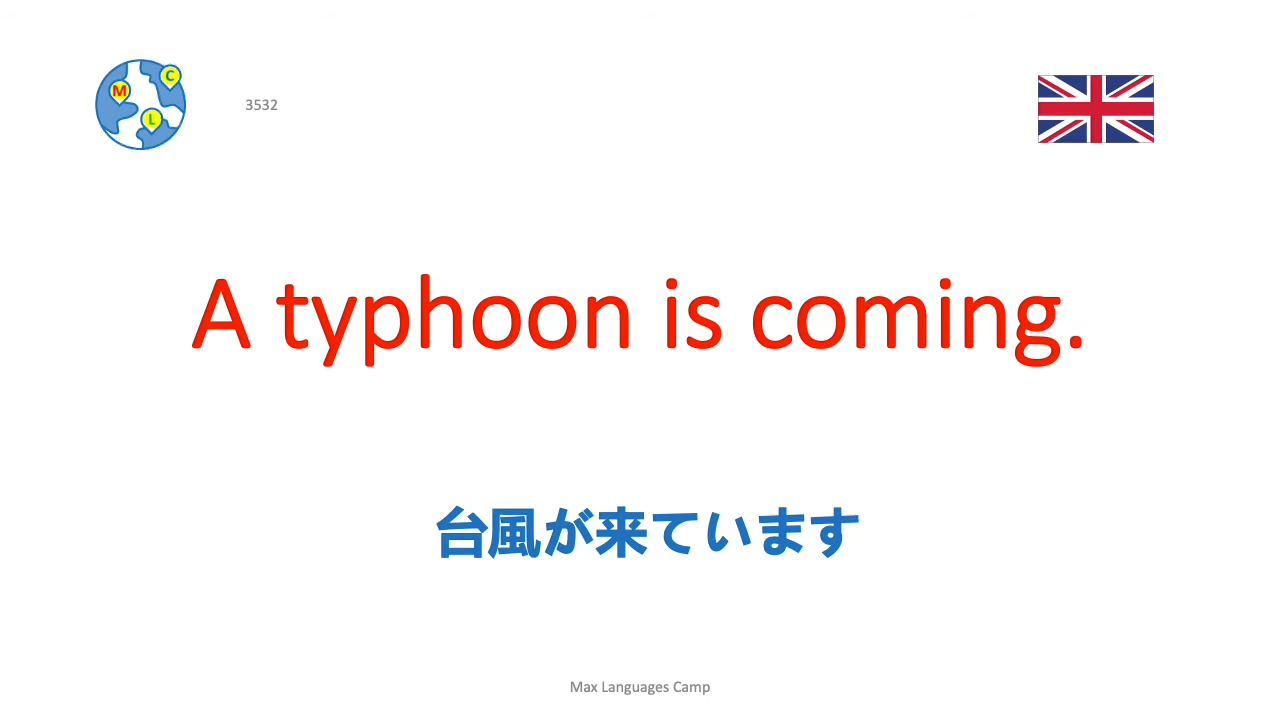 M
C
L
3532
A typhoon is coming.
台風が来ています
Max Languages Camp